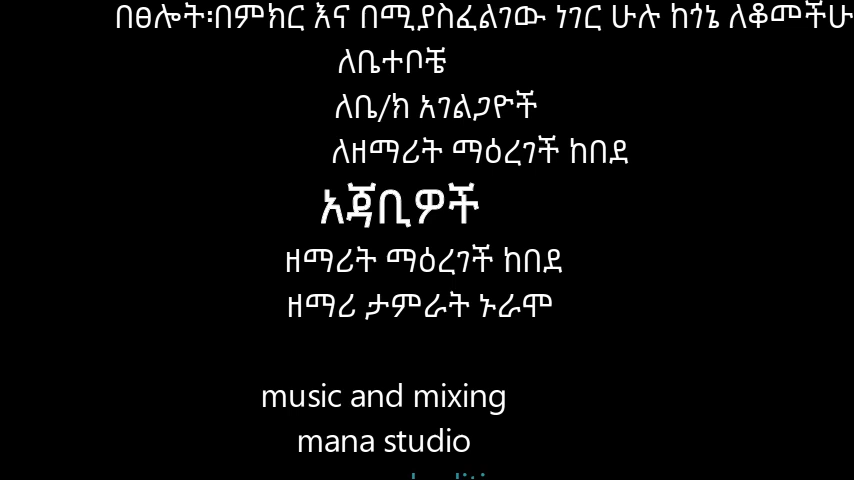 በፀሎት፡በምክር እና በሚያስፈልገው ነገር ሁሉ ከጎኔ ለቆመችሁ
ለቤተቦቼ
ለቤ/ክ አገልጋዮች
ለዘማሪት ማዕረገች ከበደ
አጃቢዎች
ዘማሪት ማዕረገች ከበደ
ዘማሪ ታምራት ኑራሞ
music and mixing
mana studio